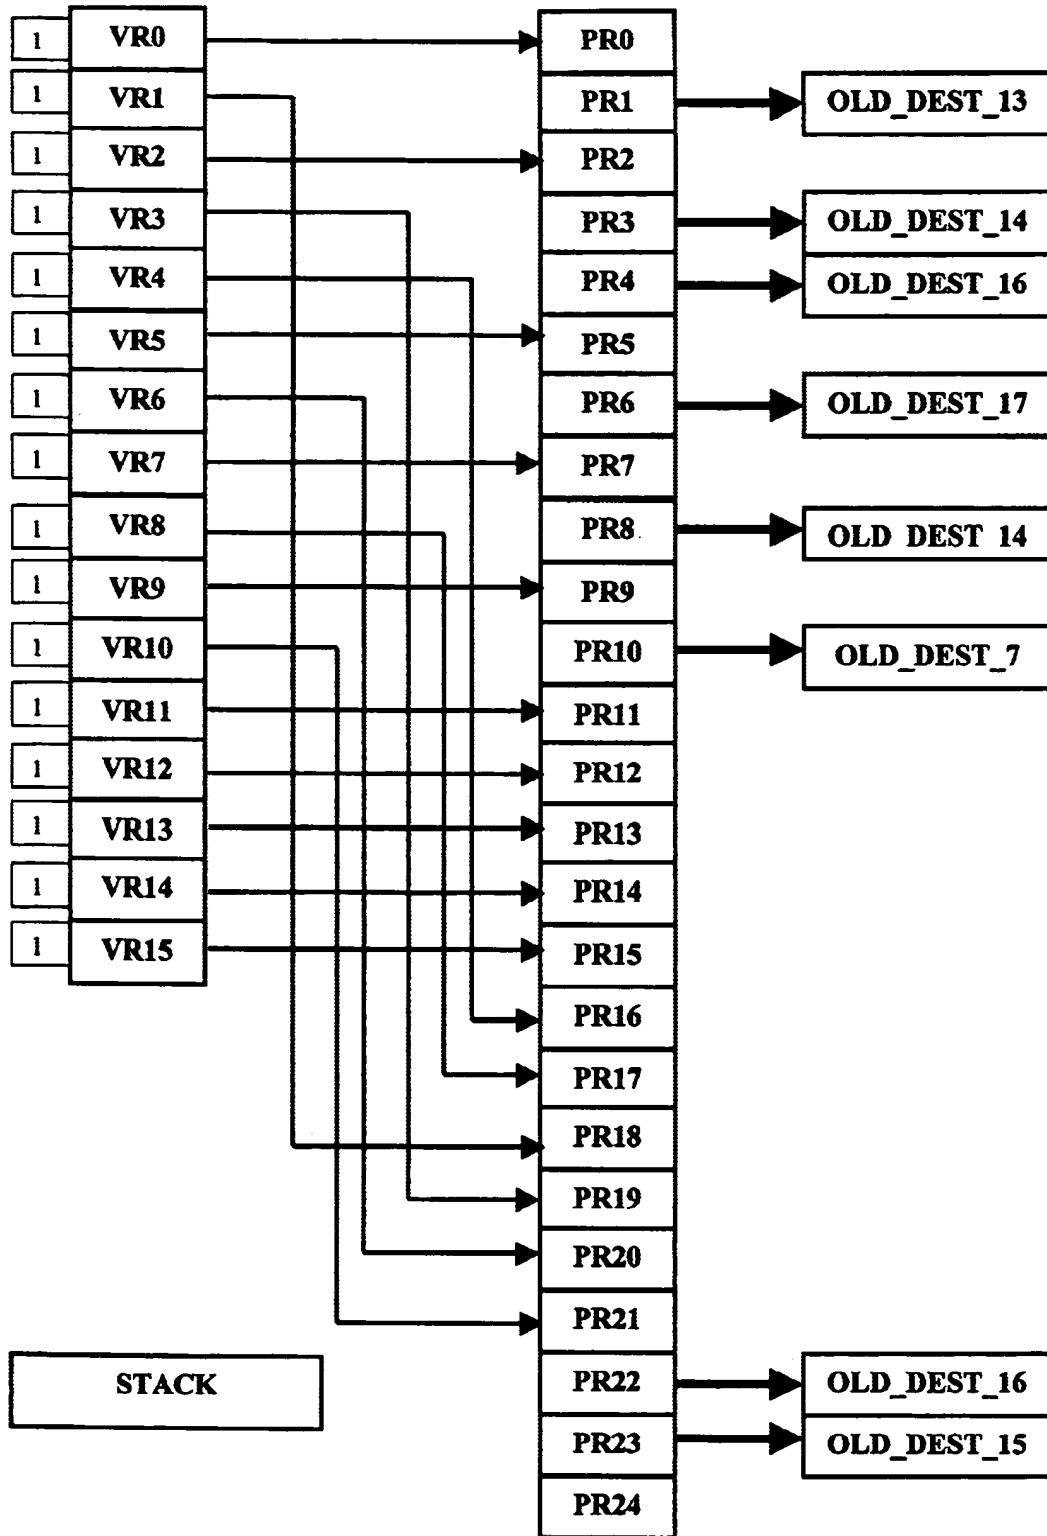 1 VR0 PR0
1 VR1 PR1 OLD_DEST_13
1 VR2 PR2
1 VR3 PR3 OLD_DEST_14
1 VR4 PR4 OLD_DEST_16
1 VR5 PR5
1 VR6 PR6 OLD_DEST_17
1 VR7 PR7
1 VR8 PR8 OLD DEST 14
1 VR9 PR9
1 VR10 PR10 OLD_DEST_7
1 VR11 PR11
1 VR12 PR12
1 VR13 PR13
1 VR14 PR14
1 VR15 PR15
PR16
PR17
PR18
PR19
PR20
PR21
STACK PR22 OLD_DEST_16
PR23 OLD_DEST_15
PR24